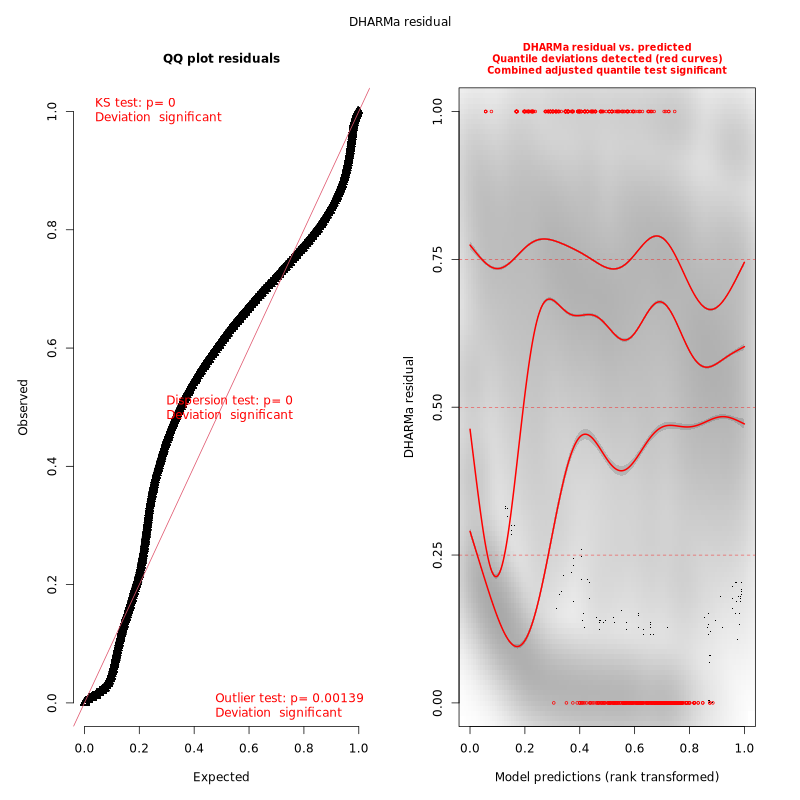 DHARMa residual
QQ plot residuals
KS test: p= 0
Deviation  significant
Dispersion test: p= 0
Deviation  significant
Outlier test: p= 0.00139
Deviation  significant
Observed
0.0
0.2
0.4
0.6
0.8
1.0
0.0 0.2 0.4 0.6 0.8 1.0
Expected
DHARMa residual vs. predicted
Quantile deviations detected (red curves)
Combined adjusted quantile test significant
DHARMa residual
0.00
0.25
0.50
0.75
1.00
0.0 0.2 0.4 0.6 0.8 1.0
Model predictions (rank transformed)